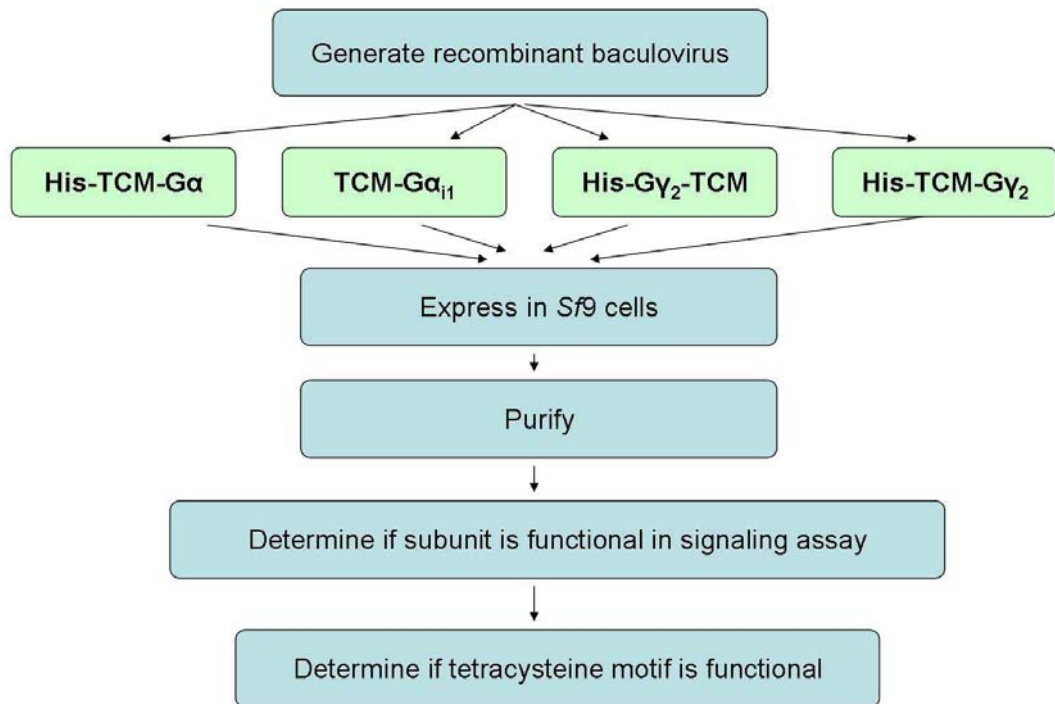 Generate recombinant baculovirus
His-TCM-Gα
TCM-Gαi1
His-Gγ2-TCM
His-TCM-Gγ2
Express in Sf9 cells
Purify
Determine if subunit is functional in signaling assay
Determine if tetracysteine motif is functional